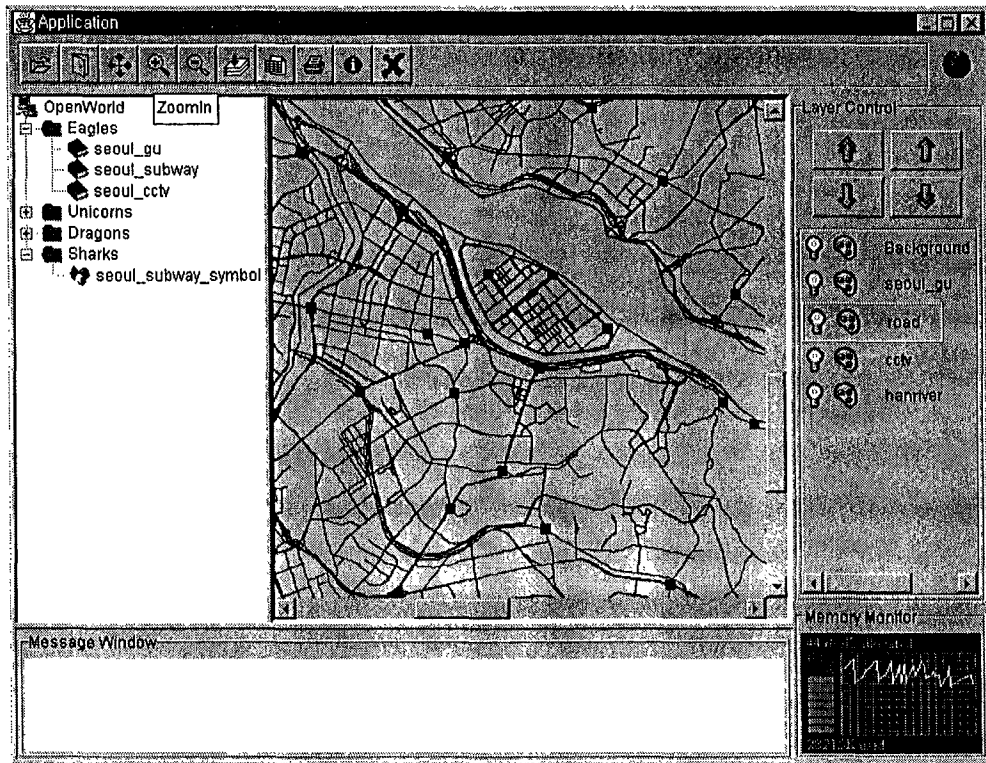 Application
OpenWorld
ZoomIn
Eagles
seoul_gu
seoul_subway
seoul_cctv
Unicorns
Dragons
Sharks
seoul_subway_symbol
Layer Control
Background
seoul_gu
road
cctv
hanriver
Message Window
Memory Monitor